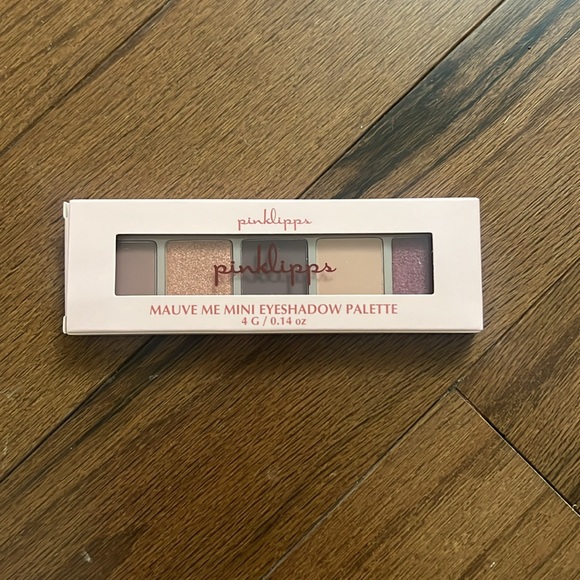 pinklipps
pinklipps
MAUVE ME MINI EYESHADOW PALETTE
4 G / 0.14 oz